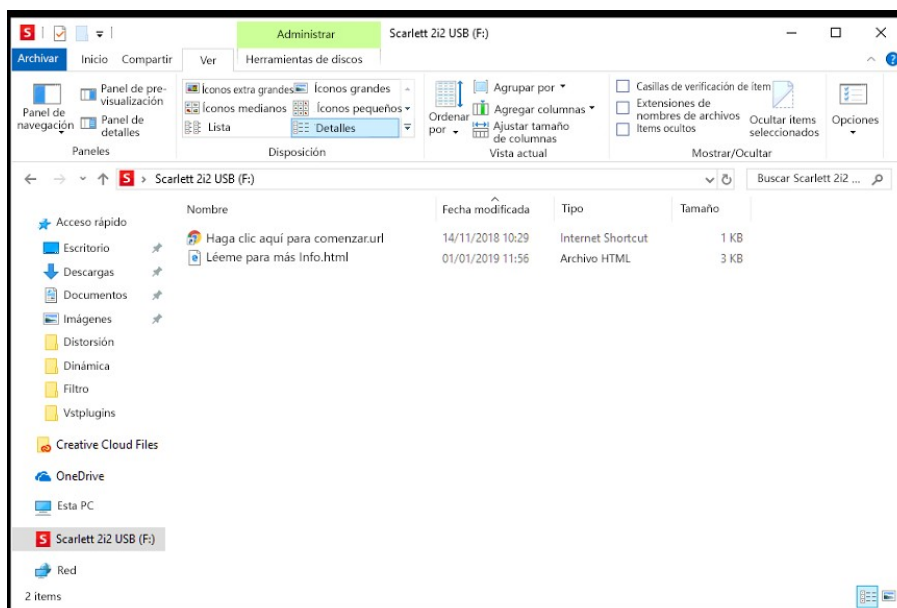 Administrar
Scarlett 2i2 USB (F:)
Archivar
Inicio
Compartir
Ver
Herramientas de discos
Panel de navegación
Panel de pre-visualización
Panel de detalles
Paneles
Íconos extra grandes
Íconos grandes
Íconos medianos
Íconos pequeños
Lista
Detalles
Disposición
Ordenar por
Agrupar por
Agregar columnas
Ajustar tamaño de columnas
Vista actual
Casillas de verificación de ítem
Extensiones de nombres de archivos
Items ocultos
Ocultar items seleccionados
Mostrar/Ocultar
Opciones
Scarlett 2i2 USB (F:)
Buscar Scarlett 2i2 ...
Nombre
Fecha modificada
Tipo
Tamaño
Haga clic aquí para comenzar.url
14/11/2018 10:29
Internet Shortcut
1 KB
Léeme para más Info.html
01/01/2019 11:56
Archivo HTML
3 KB
Acceso rápido
Escritorio
Descargas
Documentos
Imágenes
Distorsión
Dinámica
Filtro
Vstplugins
Creative Cloud Files
OneDrive
Esta PC
Scarlett 2i2 USB (F:)
Red
2 items